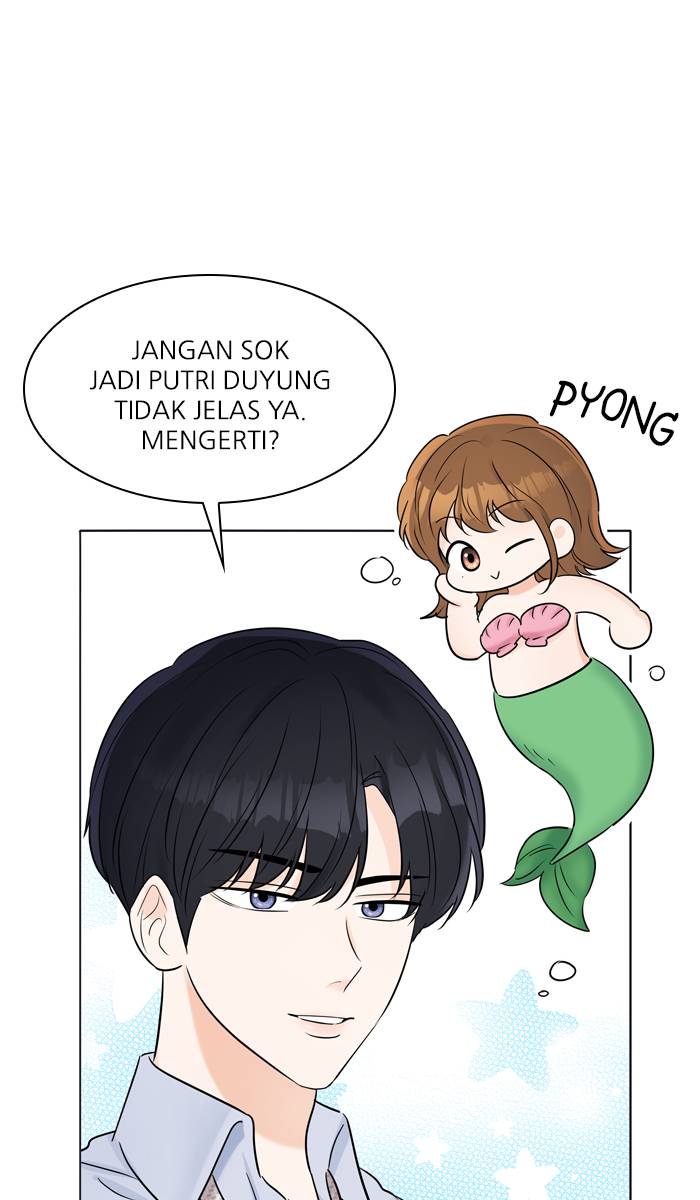 JANGAN SOK
JADI PUTRI DUYUNG
TIDAK JELAS YA.
MENGERTI?
PYONG